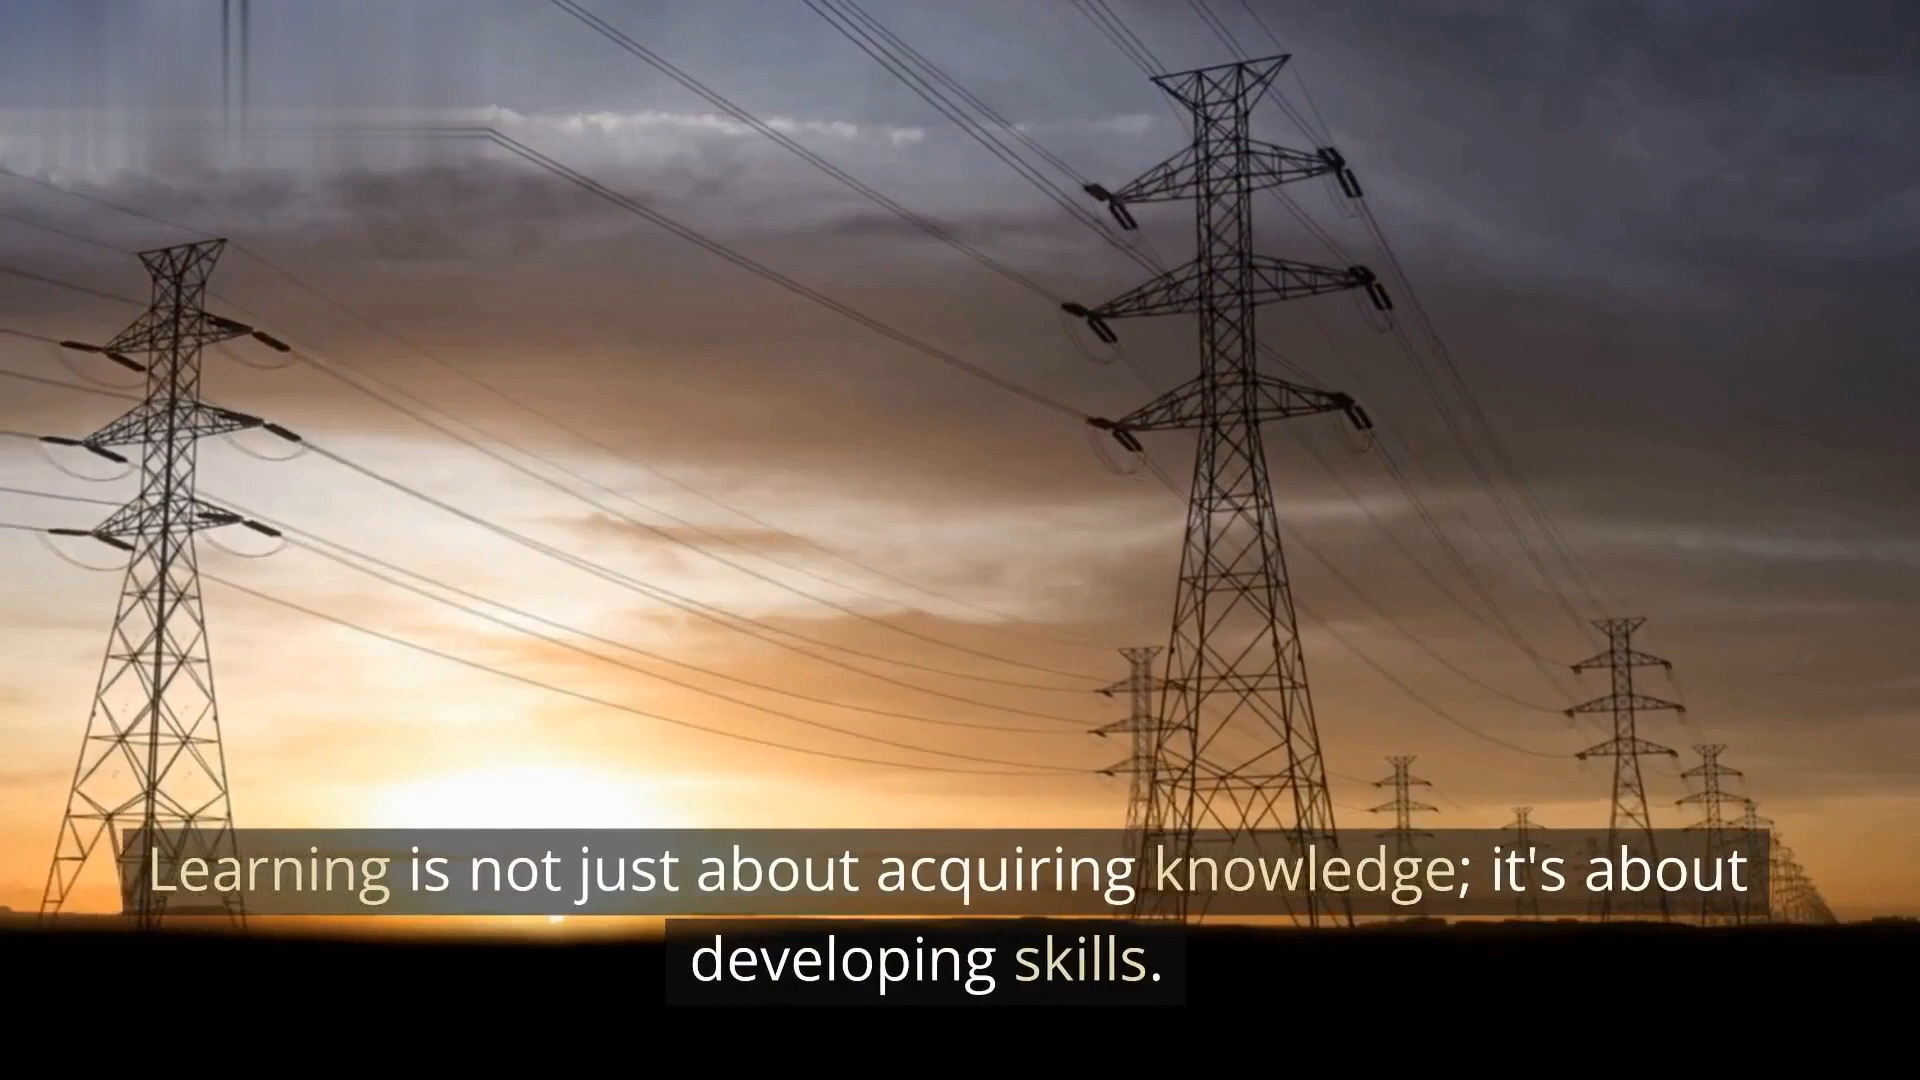 Learning is not just about acquiring knowledge; it's about
developing skills.